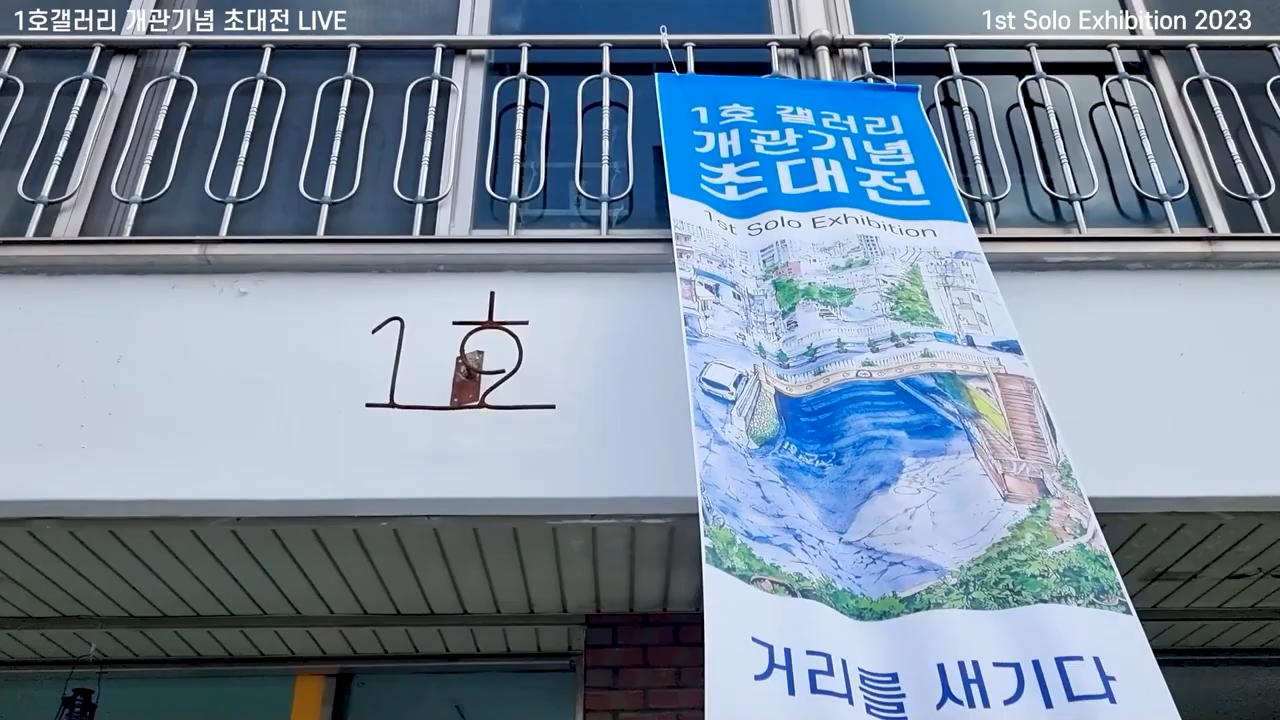 1호갤러리 개관기념 초대전 LIVE
1st Solo Exhibition 2023
1호 갤러리
개관기념
초대전
1st Solo Exhibition
1호
거리를 새기다